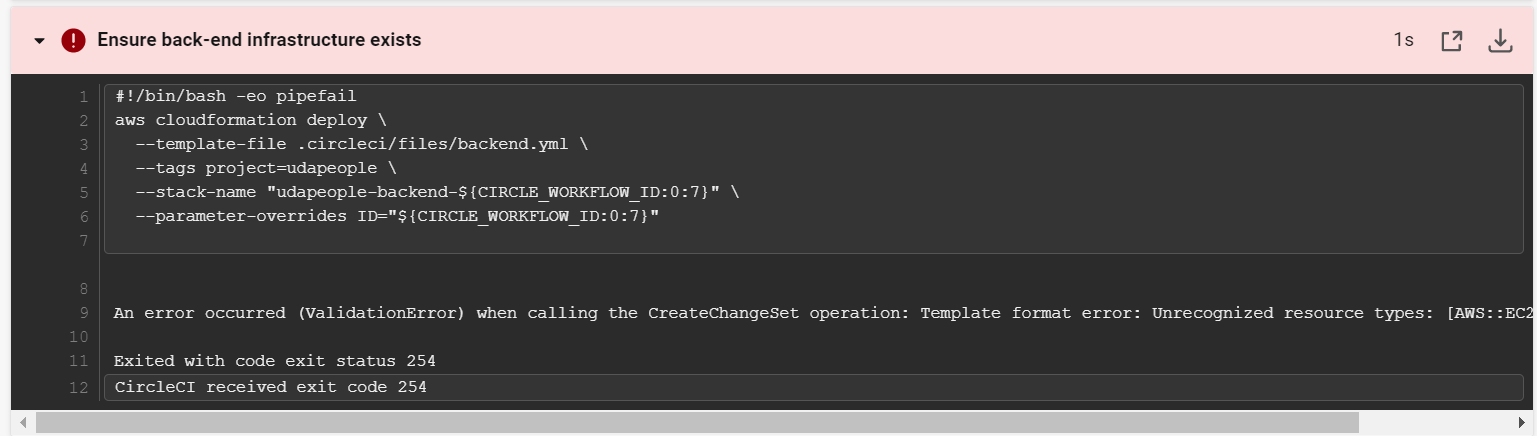 Ensure back-end infrastructure exists
1s
1 #!/bin/bash -eo pipefail
2 aws cloudformation deploy \
3   --template-file .circleci/files/backend.yml \
4   --tags project=udapeople \
5   --stack-name "udapeople-backend-${CIRCLE_WORKFLOW_ID:0:7}" \
6   --parameter-overrides ID="${CIRCLE_WORKFLOW_ID:0:7}"
7
8
9 An error occurred (ValidationError) when calling the CreateChangeSet operation: Template format error: Unrecognized resource types: [AWS::EC2
10
11 Exited with code exit status 254
12 CircleCI received exit code 254